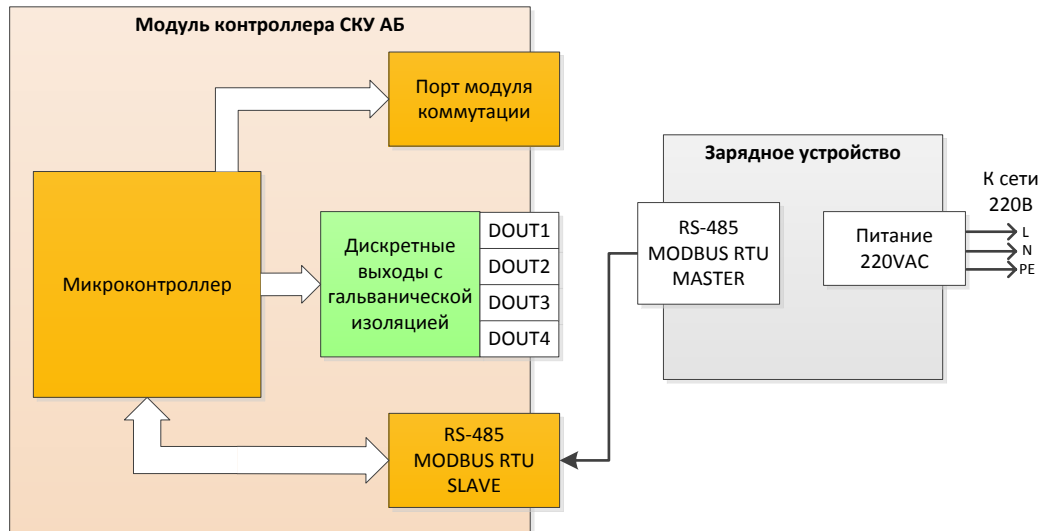 Модуль контроллера СКУ АБ
Порт модуля
коммутации
Микроконтроллер
Дискретные
выходы с
гальванической
изоляцией
DOUT1
DOUT2
DOUT3
DOUT4
RS-485
MODBUS RTU
SLAVE
Зарядное устройство
RS-485
MODBUS RTU
MASTER
Питание
220VAC
К сети
220В
L
N
PE